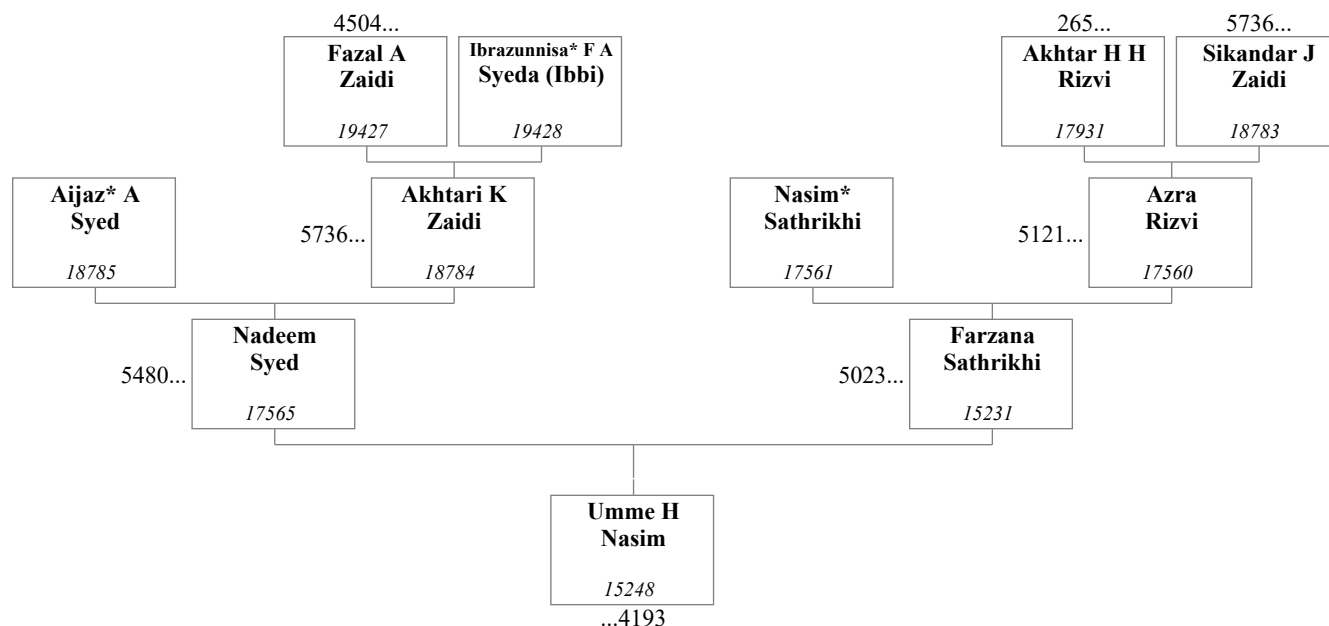 4504...
265...
5736...
Fazal A
Zaidi
19427
Ibrazunnisa* F A
Syeda (Ibbi)
19428
Akhtar H H
Rizvi
17931
Sikandar J
Zaidi
18783
Aijaz* A
Syed
18785
5736...
Akhtari K
Zaidi
18784
Nasim*
Sathrikhi
17561
5121...
Azra
Rizvi
17560
5480...
Nadeem
Syed
17565
5023...
Farzana
Sathrikhi
15231
Umme H
Nasim
15248
...4193